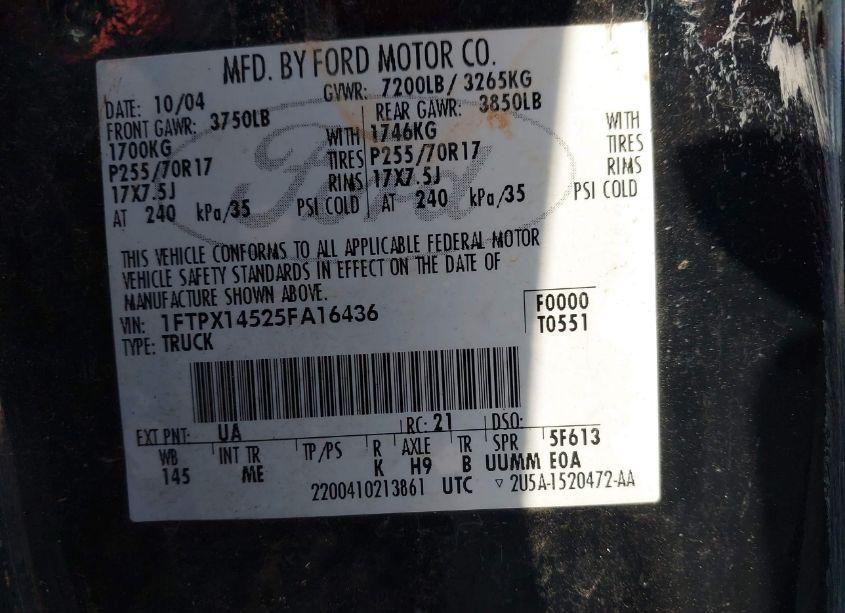 MFD. BY FORD MOTOR CO.
DATE: 10/04 GVWR: 7200LB / 3265KG
FRONT GAWR: 3750LB REAR GAWR: 3850LB
1700KG WITH 1746KG WITH
P255/70R17 TIRES P255/70R17 TIRES
17X7.5J RIMS 17X7.5J RIMS
AT 240 kPa/35 PSI COLD AT 240 kPa/35 PSI COLD
Ford
THIS VEHICLE CONFORMS TO ALL APPLICABLE FEDERAL MOTOR
VEHICLE SAFETY STANDARDS IN EFFECT ON THE DATE OF
MANUFACTURE SHOWN ABOVE.
VIN: 1FTPX14525FA16436 F0000
TYPE: TRUCK T0551
EXT PNT: UA RC: 21 DSO:
WB INT TR TP/PS R AXLE TR SPR 5F613
145 ME K H9 B UUMM E0A
2200410213861 UTC ▽ 2U5A-1520472-AA